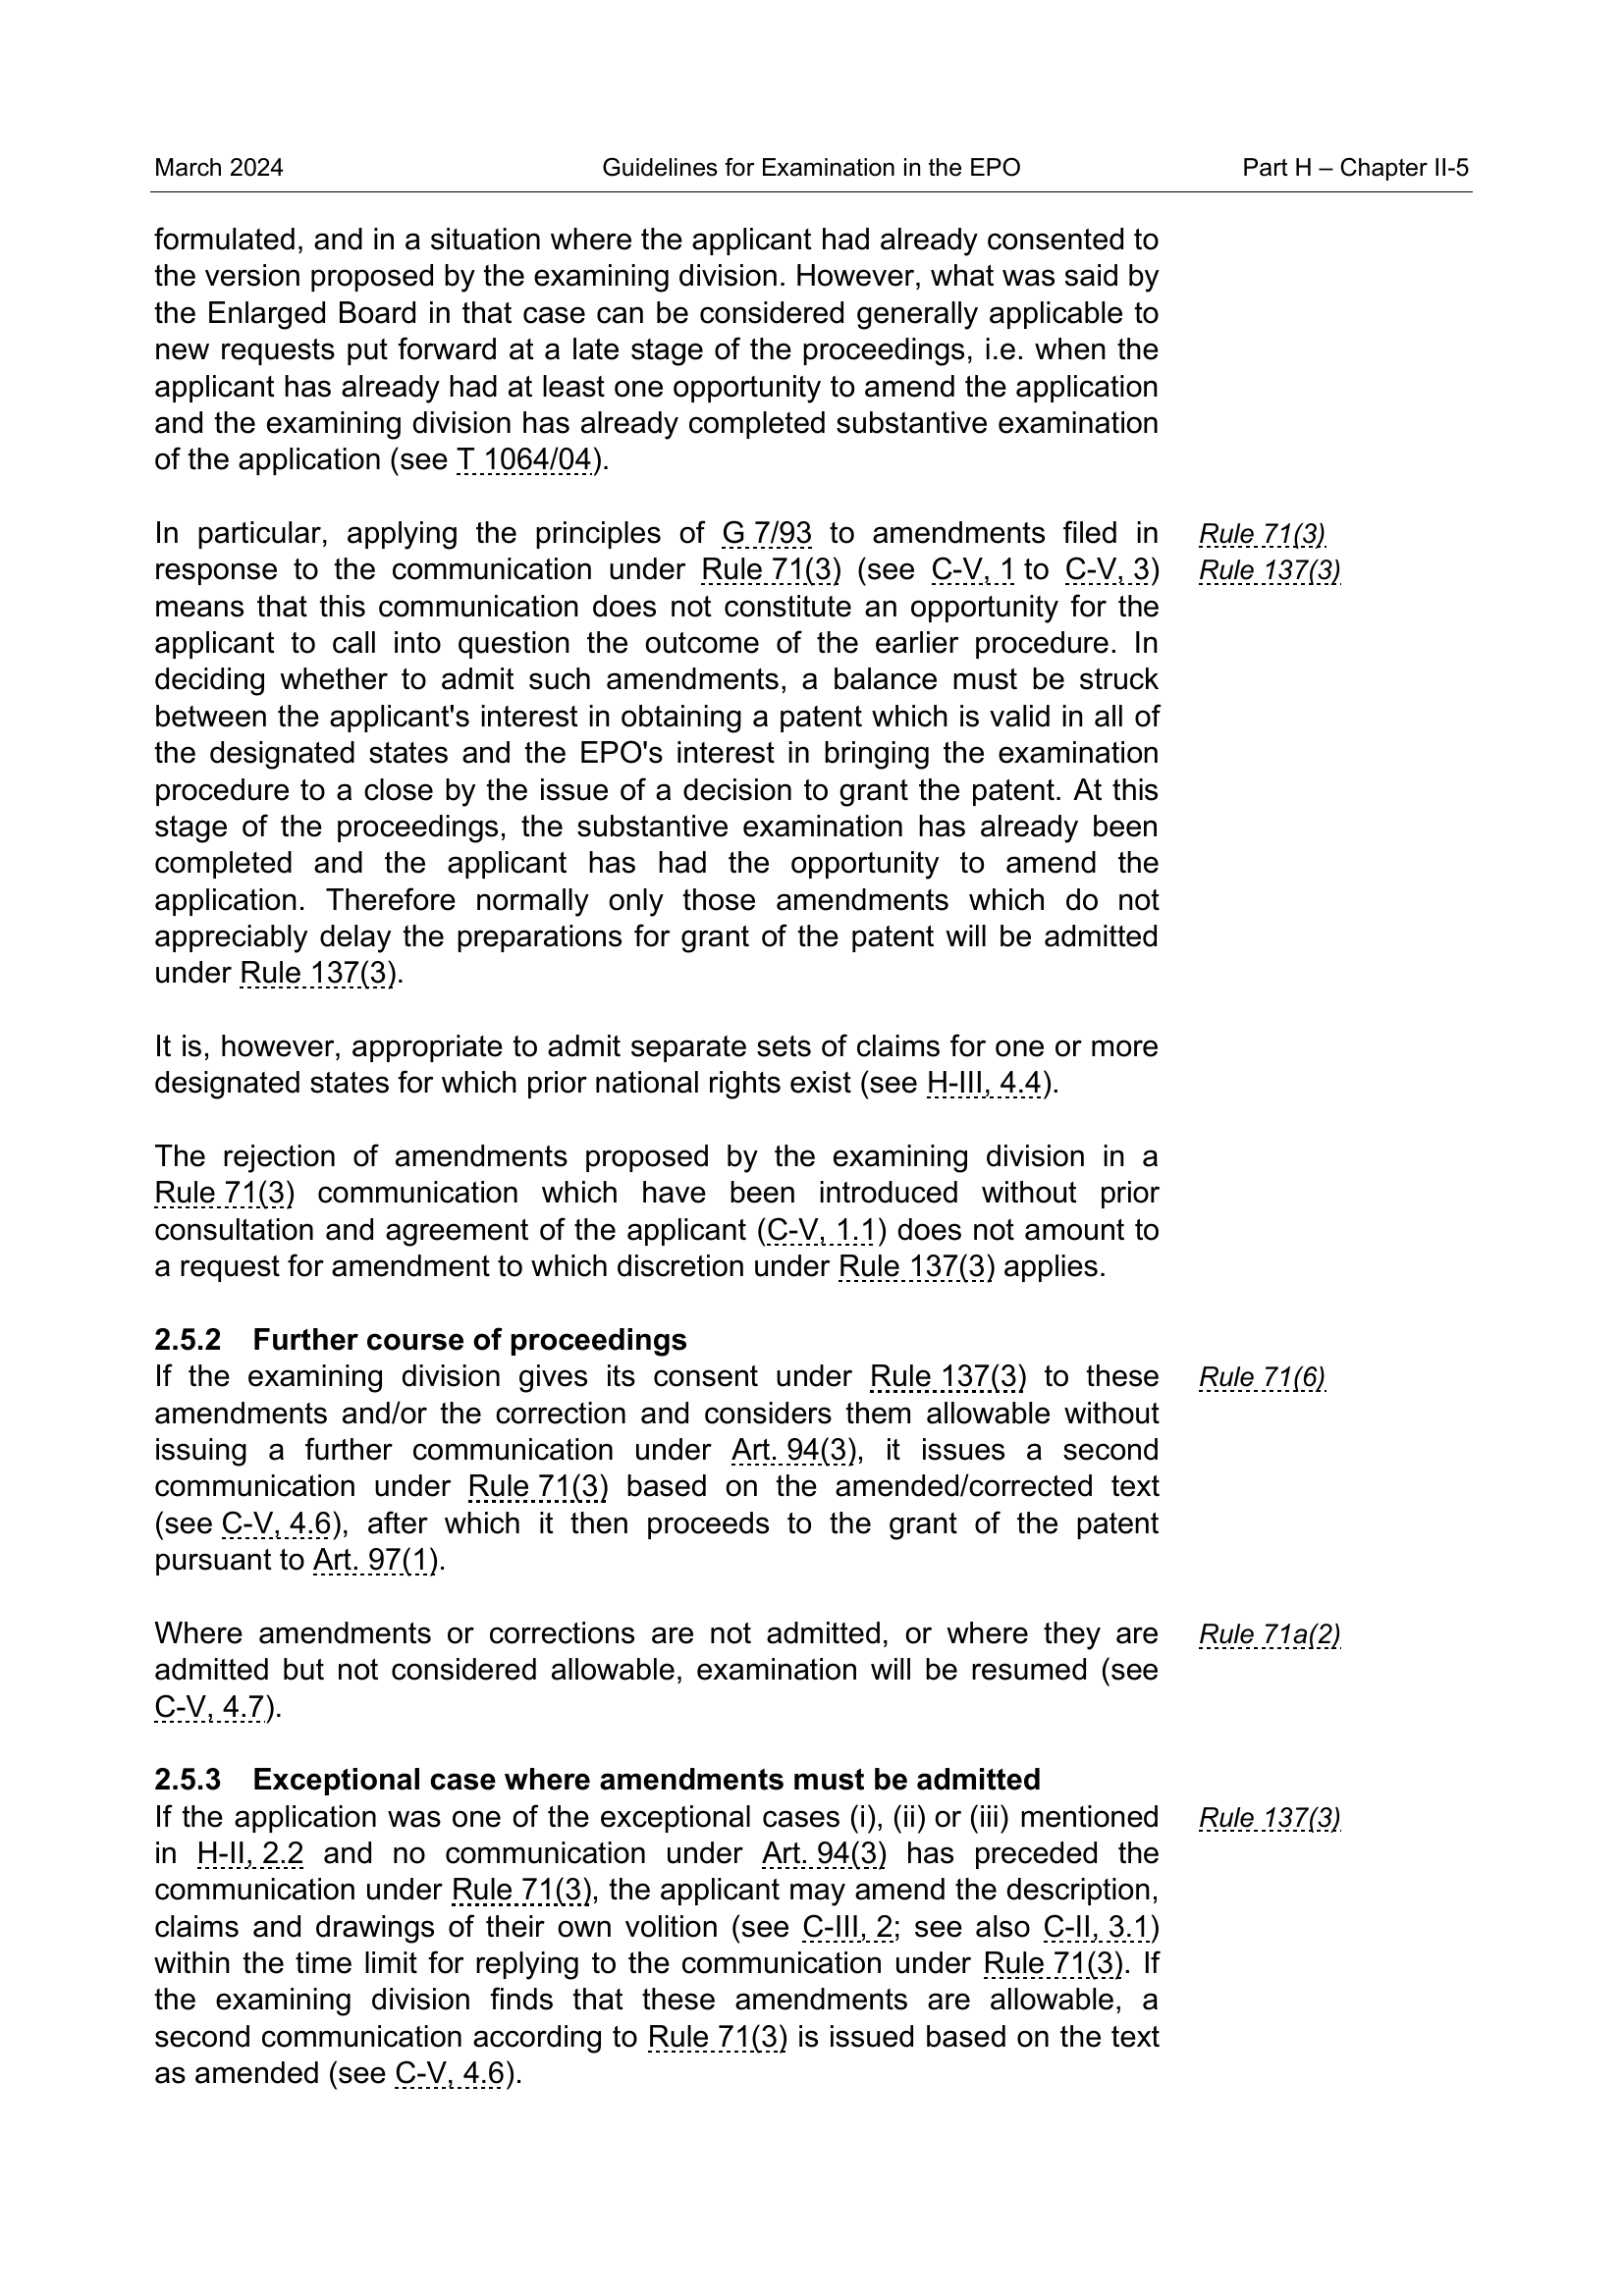 March 2024 Guidelines for Examination in the EPO Part H – Chapter II-5
formulated, and in a situation where the applicant had already consented to
the version proposed by the examining division. However, what was said by
the Enlarged Board in that case can be considered generally applicable to
new requests put forward at a late stage of the proceedings, i.e. when the
applicant has already had at least one opportunity to amend the application
and the examining division has already completed substantive examination
of the application (see T 1064/04).
In particular, applying the principles of G 7/93 to amendments filed in Rule 71(3)
response to the communication under Rule 71(3) (see C-V, 1 to C-V, 3) Rule 137(3)
means that this communication does not constitute an opportunity for the
applicant to call into question the outcome of the earlier procedure. In
deciding whether to admit such amendments, a balance must be struck
between the applicant's interest in obtaining a patent which is valid in all of
the designated states and the EPO's interest in bringing the examination
procedure to a close by the issue of a decision to grant the patent. At this
stage of the proceedings, the substantive examination has already been
completed and the applicant has had the opportunity to amend the
application. Therefore normally only those amendments which do not
appreciably delay the preparations for grant of the patent will be admitted
under Rule 137(3).
It is, however, appropriate to admit separate sets of claims for one or more
designated states for which prior national rights exist (see H-III, 4.4).
The rejection of amendments proposed by the examining division in a
Rule 71(3) communication which have been introduced without prior
consultation and agreement of the applicant (C-V, 1.1) does not amount to
a request for amendment to which discretion under Rule 137(3) applies.
2.5.2 Further course of proceedings
If the examining division gives its consent under Rule 137(3) to these Rule 71(6)
amendments and/or the correction and considers them allowable without
issuing a further communication under Art. 94(3), it issues a second
communication under Rule 71(3) based on the amended/corrected text
(see C-V, 4.6), after which it then proceeds to the grant of the patent
pursuant to Art. 97(1).
Where amendments or corrections are not admitted, or where they are Rule 71a(2)
admitted but not considered allowable, examination will be resumed (see
C-V, 4.7).
2.5.3 Exceptional case where amendments must be admitted
If the application was one of the exceptional cases (i), (ii) or (iii) mentioned Rule 137(3)
in H-II, 2.2 and no communication under Art. 94(3) has preceded the
communication under Rule 71(3), the applicant may amend the description,
claims and drawings of their own volition (see C-III, 2; see also C-II, 3.1)
within the time limit for replying to the communication under Rule 71(3). If
the examining division finds that these amendments are allowable, a
second communication according to Rule 71(3) is issued based on the text
as amended (see C-V, 4.6).